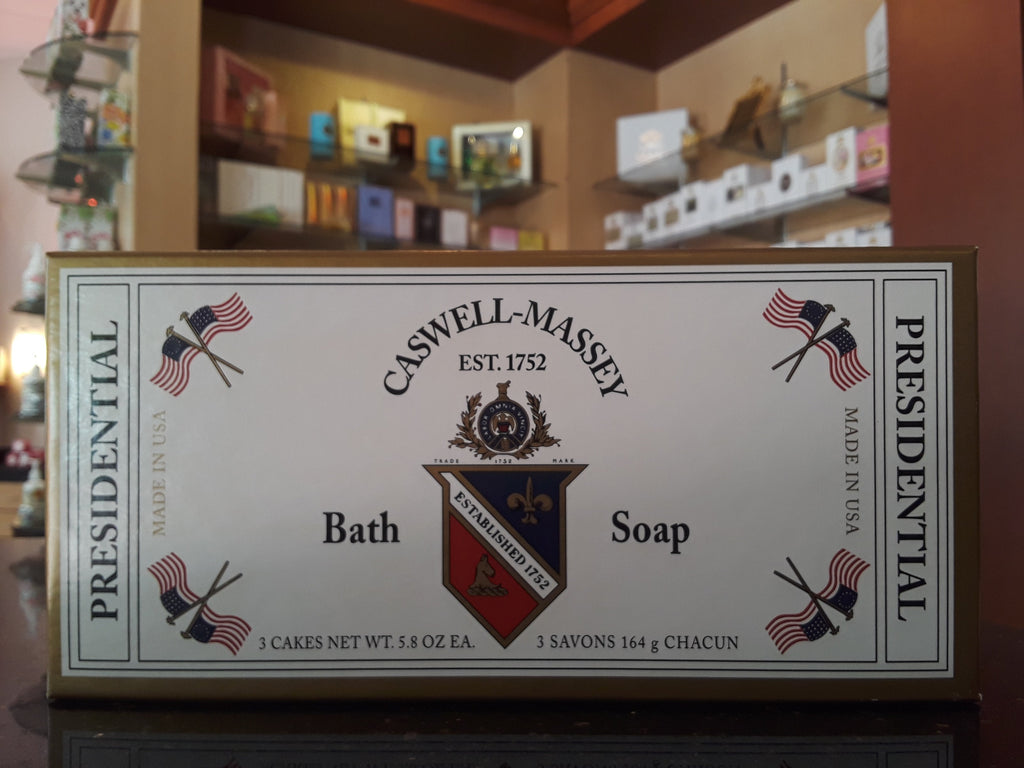 PRESIDENTIAL
MADE IN USA
CASWELL-MASSEY
EST. 1752
TRADE 1752 MARK
ESTABLISHED 1752
Bath Soap
3 CAKES NET WT. 5.8 OZ EA. 3 SAVONS 164 g CHACUN
MADE IN USA
PRESIDENTIAL